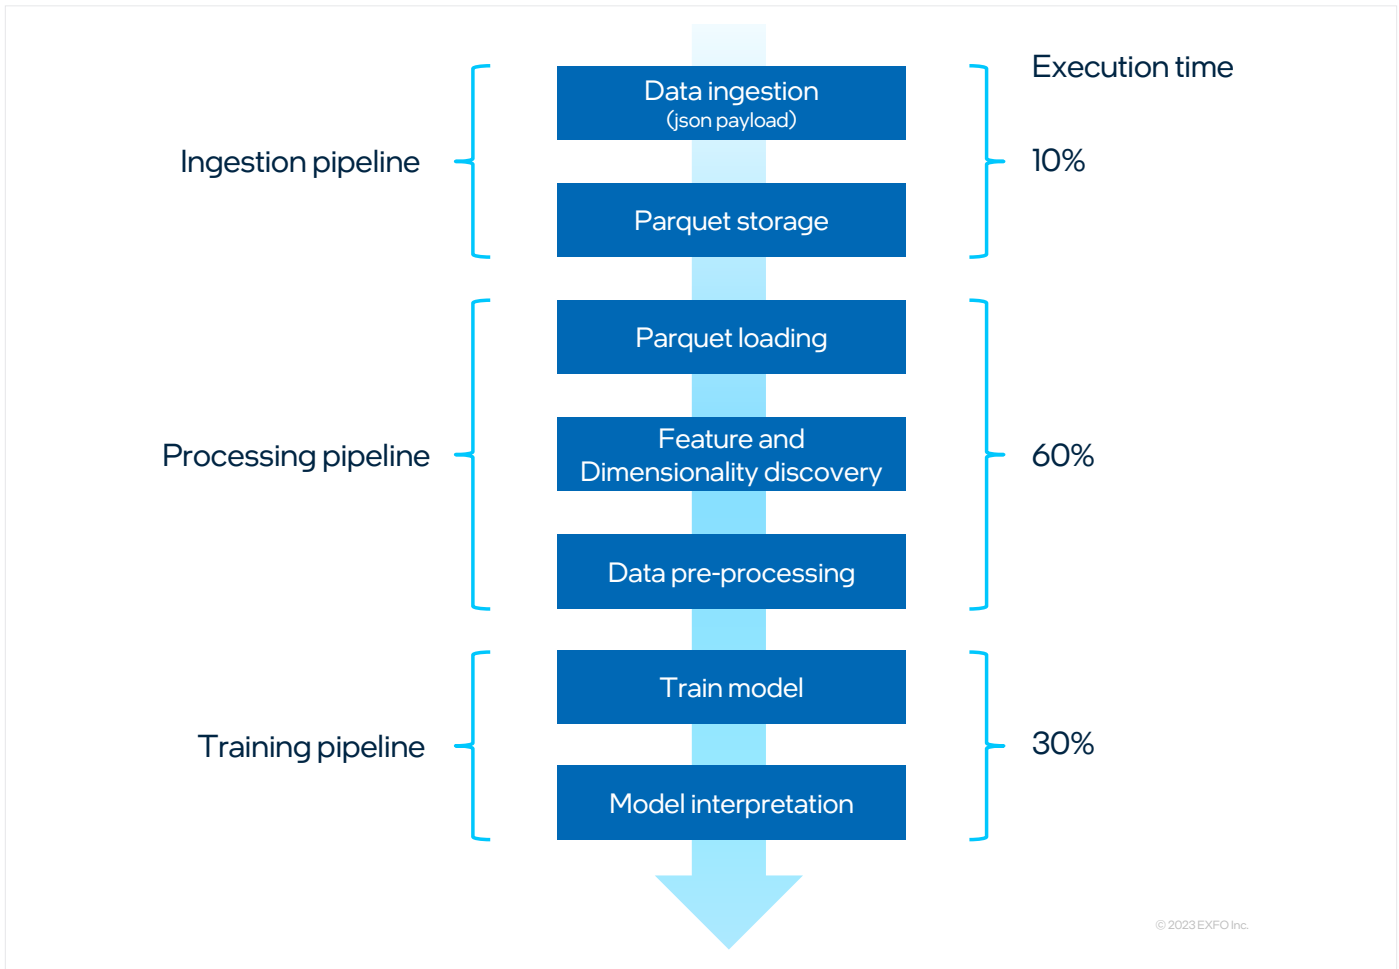 Execution time
Ingestion pipeline
Data ingestion
(json payload)
Parquet storage
10%
Processing pipeline
Parquet loading
Feature and
Dimensionality discovery
Data pre-processing
60%
Training pipeline
Train model
Model interpretation
30%
© 2023 EXFO Inc.